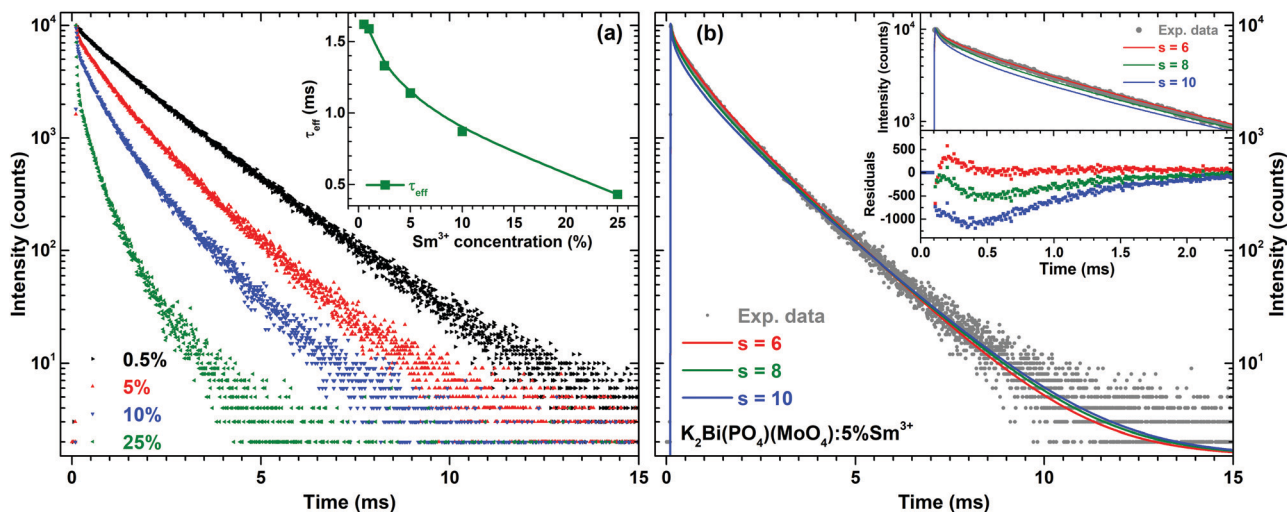 (a)
Intensity (counts)
10⁴
10³
10²
10¹
0.5%
5%
10%
25%
0 5 10 15
Time (ms)
τeff (ms)
1.5
1.0
0.5
τeff
0 5 10 15 20 25
Sm³⁺ concentration (%)
(b)
Exp. data
s = 6
s = 8
s = 10
K₂Bi(PO₄)(MoO₄):5%Sm³⁺
0 5 10 15
Time (ms)
Intensity (counts)
10⁴
10³
10²
10¹
Intensity (counts)
10⁴
10³
Exp. data
s = 6
s = 8
s = 10
Residuals
500
0
-500
-1000
0.0 0.5 1.0 1.5 2.0
Time (ms)